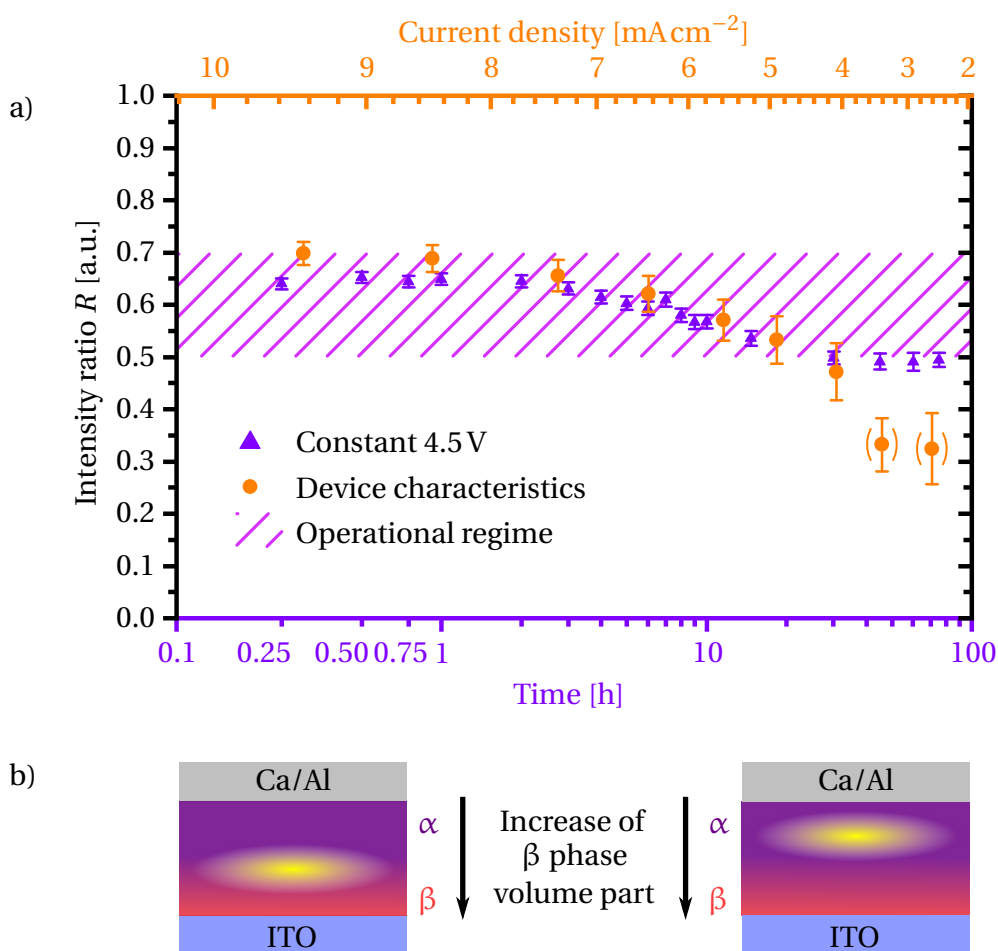 Current density [mA cm⁻²]
10 9 8 7 6 5 4 3 2
a)
1.0
0.9
0.8
0.7
0.6
0.5
0.4
0.3
0.2
0.1
0.0
Intensity ratio R [a.u.]
Constant 4.5 V
Device characteristics
Operational regime
0.1 0.25 0.50 0.75 1 10 100
Time [h]
b)
Ca/Al
α
β
ITO
Increase of
β phase
volume part
Ca/Al
α
β
ITO